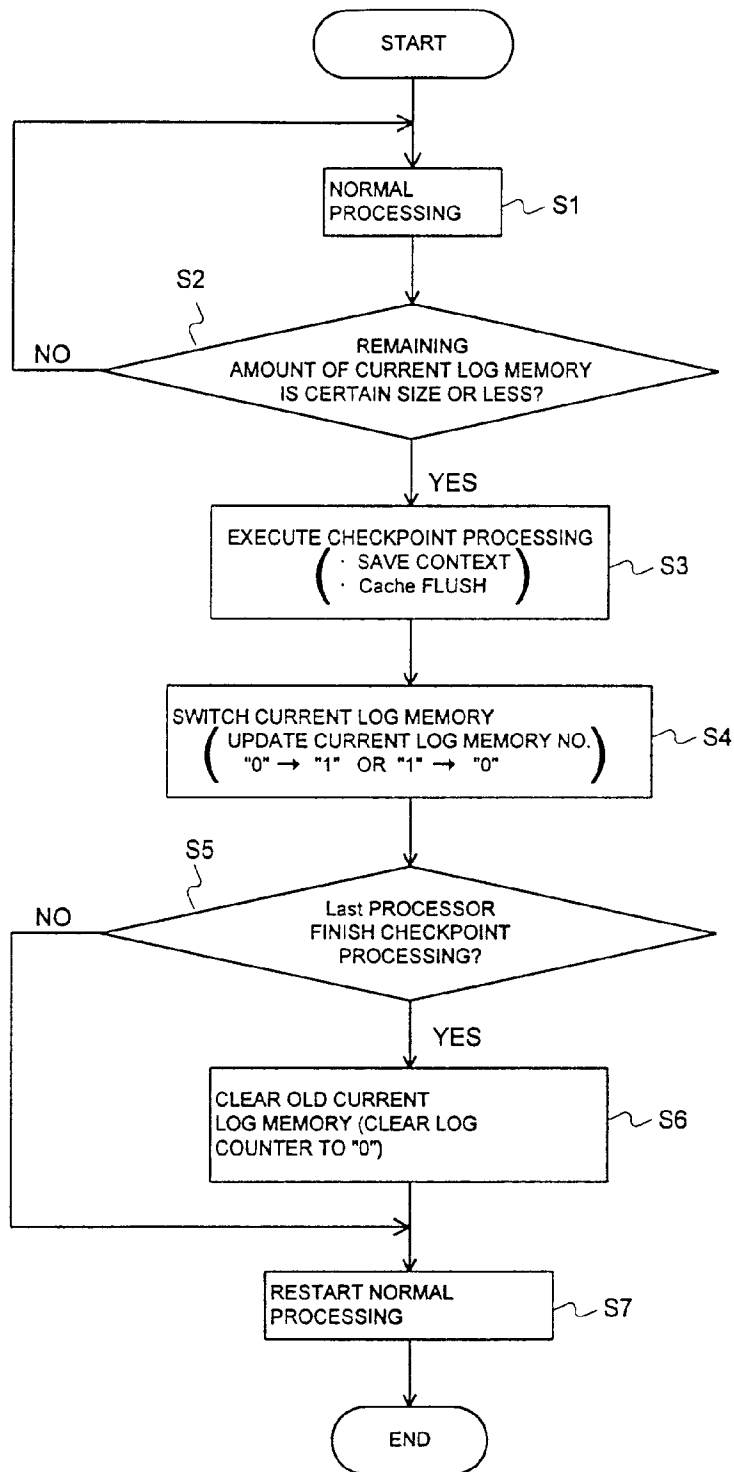 START
NORMAL
PROCESSING
S1
S2
NO
REMAINING
AMOUNT OF CURRENT LOG MEMORY
IS CERTAIN SIZE OR LESS?
YES
EXECUTE CHECKPOINT PROCESSING
( · SAVE CONTEXT
· Cache FLUSH )
S3
SWITCH CURRENT LOG MEMORY
( UPDATE CURRENT LOG MEMORY NO.
"0" → "1" OR "1" → "0" )
S4
S5
NO
Last PROCESSOR
FINISH CHECKPOINT
PROCESSING?
YES
CLEAR OLD CURRENT
LOG MEMORY (CLEAR LOG
COUNTER TO "0")
S6
RESTART NORMAL
PROCESSING
S7
END